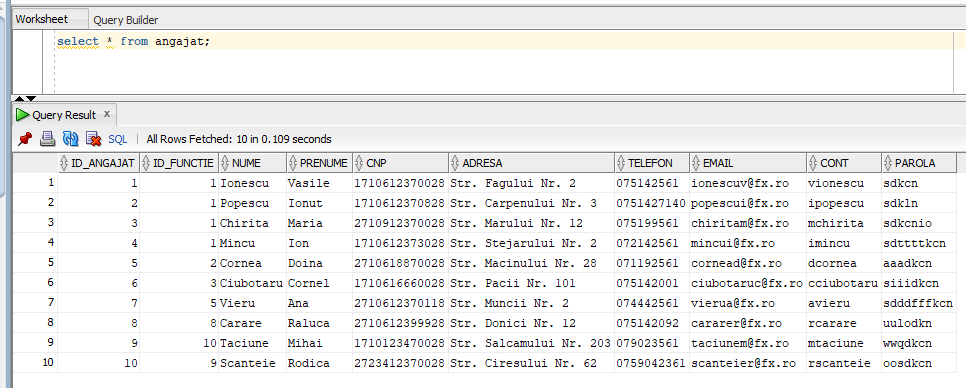 Worksheet Query Builder
select * from angajat;
Query Result x
SQL All Rows Fetched: 10 in 0.109 seconds
ID_ANGAJAT ID_FUNCTIE NUME PRENUME CNP ADRESA TELEFON EMAIL CONT PAROLA
1 1 1 Ionescu Vasile 1710612370028 Str. Fagului Nr. 2 075142561 ionescuv@fx.ro vionescu sdkcn
2 2 1 Popescu Ionut 1710612370828 Str. Carpenului Nr. 3 0751427140 popescui@fx.ro ipopescu sdkln
3 3 1 Chirita Maria 2710912370028 Str. Marului Nr. 12 075199561 chiritam@fx.ro mchirita sdkcnio
4 4 1 Mincu Ion 1710612373028 Str. Stejarului Nr. 2 072142561 mincui@fx.ro imincu sdttttkcn
5 5 2 Cornea Doina 2710618870028 Str. Macinului Nr. 28 071192561 cornead@fx.ro dcornea aaadkcn
6 6 3 Ciubotaru Cornel 1710616660028 Str. Pacii Nr. 101 075142001 ciubotaruc@fx.ro cciubotaru siiidkcn
7 7 5 Vieru Ana 2710612370118 Str. Muncii Nr. 2 074442561 vierua@fx.ro avieru sdddfffkcn
8 8 8 Carare Raluca 2710612399928 Str. Donici Nr. 12 075142092 cararer@fx.ro rcarare uulodkn
9 9 10 Taciune Mihai 1710123470028 Str. Salcamului Nr. 203 079023561 taciunem@fx.ro mtaciune wwqdkcn
10 10 9 Scanteie Rodica 2723412370028 Str. Ciresului Nr. 62 0759042361 scanteier@fx.ro rscanteie oosdkcn